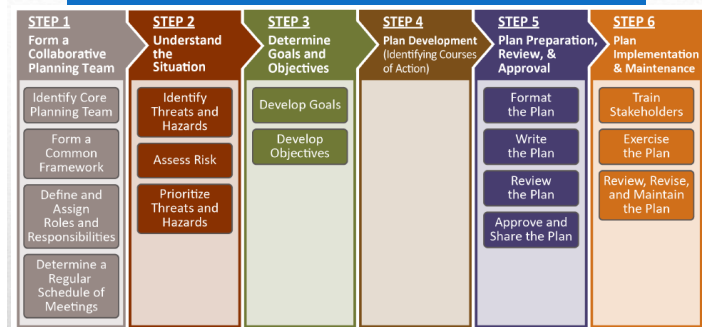 STEP 1
Form a
Collaborative
Planning Team
Identify Core
Planning Team
Form a
Common
Framework
Define and
Assign
Roles and
Responsibilities
Determine a
Regular
Schedule of
Meetings
STEP 2
Understand
the
Situation
Identify
Threats and
Hazards
Assess Risk
Prioritize
Threats and
Hazards
STEP 3
Determine
Goals and
Objectives
Develop Goals
Develop
Objectives
STEP 4
Plan Development
(Identifying Courses
of Action)
STEP 5
Plan Preparation,
Review, &
Approval
Format
the Plan
Write
the Plan
Review
the Plan
Approve and
Share the Plan
STEP 6
Plan
Implementation
& Maintenance
Train
Stakeholders
Exercise
the Plan
Review, Revise,
and Maintain
the Plan